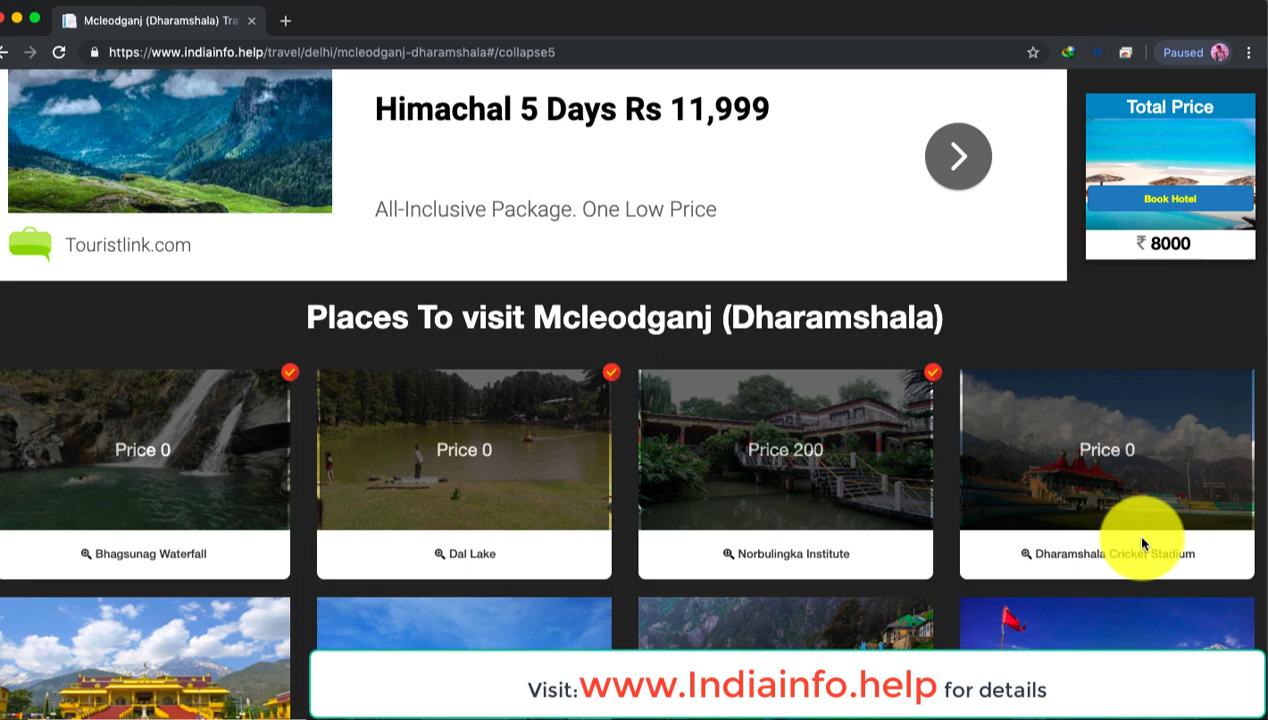 Mcleodganj (Dharamshala) Tra
https://www.indiainfo.help/travel/delhi/mcleodganj-dharamshala#/collapse5
Paused
Himachal 5 Days Rs 11,999
All-Inclusive Package. One Low Price
Touristlink.com
Total Price
Book Hotel
₹ 8000
Places To visit Mcleodganj (Dharamshala)
Price 0
Price 0
Price 200
Price 0
Bhagsunag Waterfall
Dal Lake
Norbulingka Institute
Dharamshala Cricket Stadium
Visit:www.Indiainfo.help for details